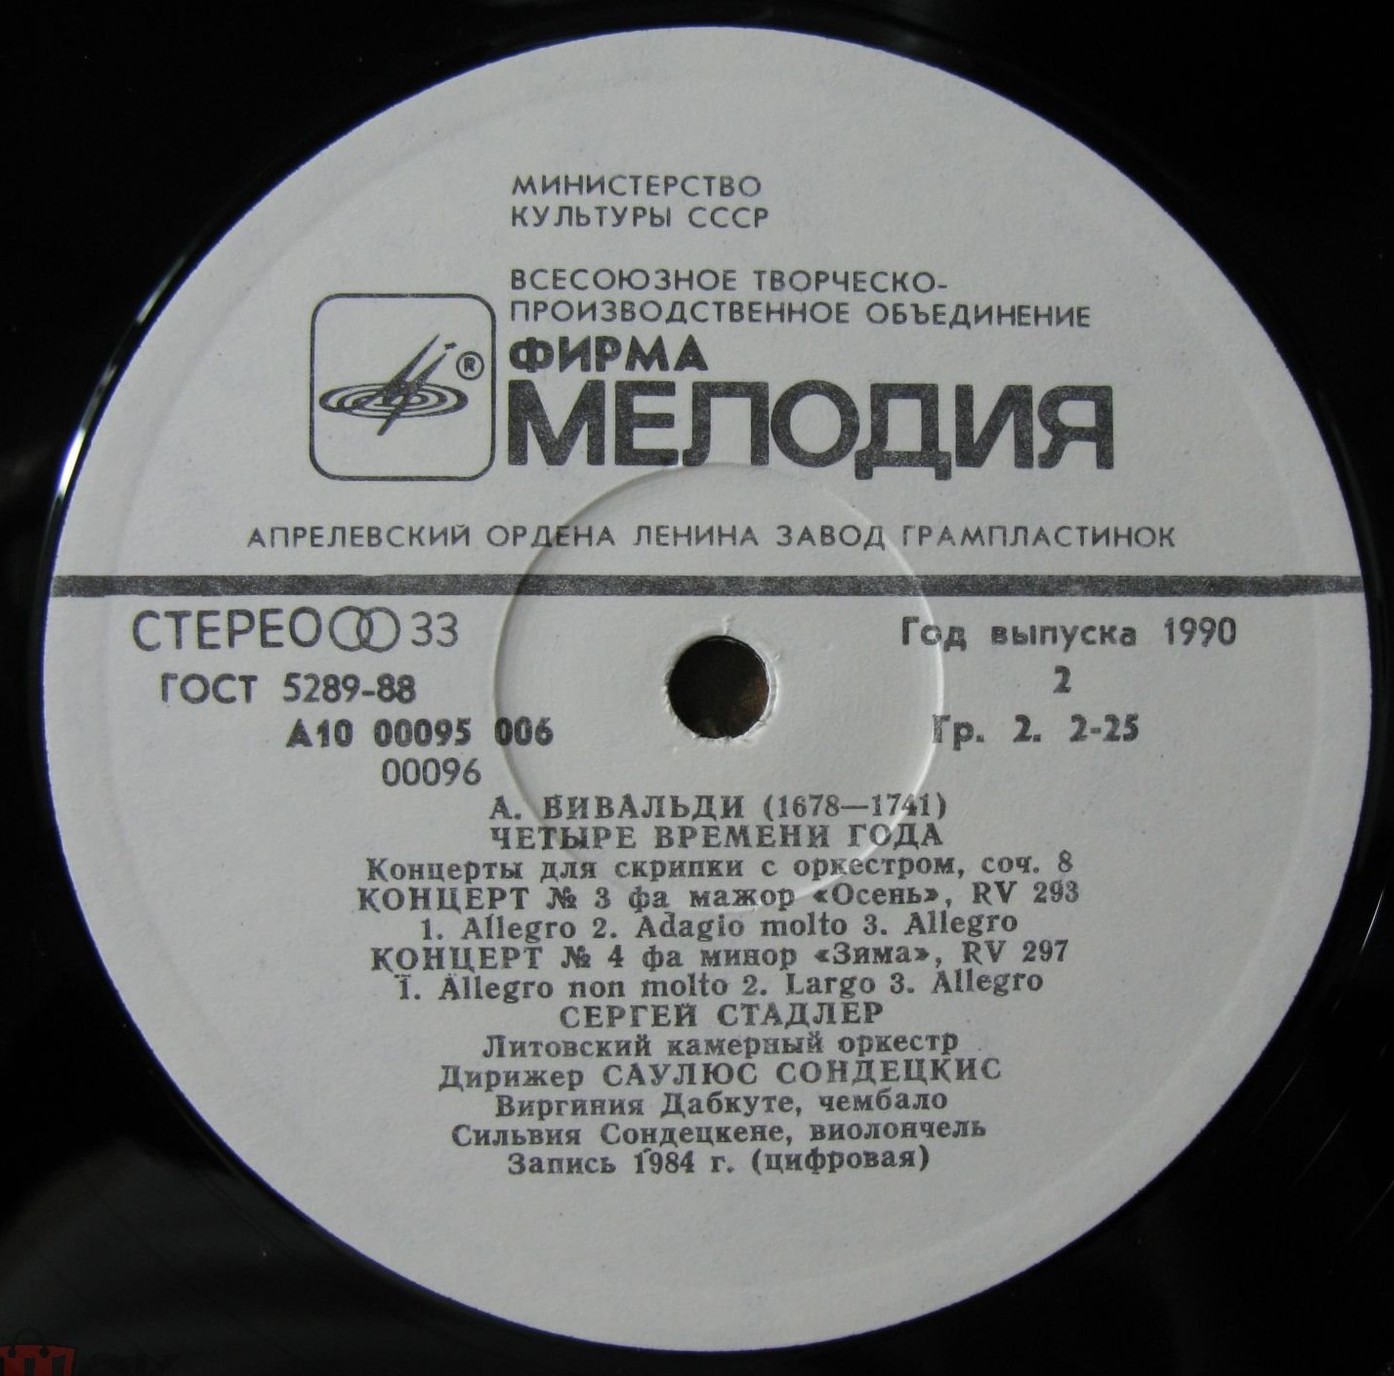 МИНИСТЕРСТВО
КУЛЬТУРЫ СССР
ВСЕСОЮЗНОЕ ТВОРЧЕСКО-
ПРОИЗВОДСТВЕННОЕ ОБЪЕДИНЕНИЕ
ФИРМА
МЕЛОДИЯ
®
АПРЕЛЕВСКИЙ ОРДЕНА ЛЕНИНА ЗАВОД ГРАМПЛАСТИНОК
СТЕРЕО 33
Год выпуска 1990
ГОСТ 5289-88
2
А10 00095 006
Гр. 2. 2-25
00096
А. ВИВАЛЬДИ (1678—1741)
ЧЕТЫРЕ ВРЕМЕНИ ГОДА
Концерты для скрипки с оркестром, соч. 8
КОНЦЕРТ № 3 фа мажор «Осень», RV 293
1. Allegro 2. Adagio molto 3. Allegro
КОНЦЕРТ № 4 фа минор «Зима», RV 297
1. Allegro non molto 2. Largo 3. Allegro
СЕРГЕЙ СТАДЛЕР
Литовский камерный оркестр
Дирижер САУЛЮС СОНДЕЦКИС
Виргиния Дабкуте, чембало
Сильвия Сондецкене, виолончель
Запись 1984 г. (цифровая)